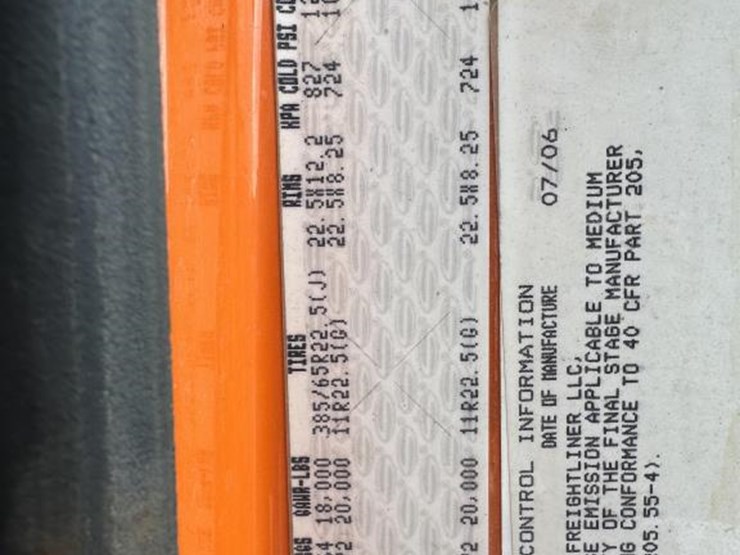 GAWR-LBS TIRES RIMS KPA COLD PSI
18,000 385/65R22.5(J) 22.5X12.2 827
20,000 11R22.5(G) 22.5X8.25 724
20,000 11R22.5(G) 22.5X8.25 724
CONTROL INFORMATION
DATE OF MANUFACTURE 07/06
FREIGHTLINER LLC,
EMISSION APPLICABLE TO MEDIUM
OF THE FINAL STAGE MANUFACTURER
CONFORMANCE TO 40 CFR PART 205,
05.55-4).